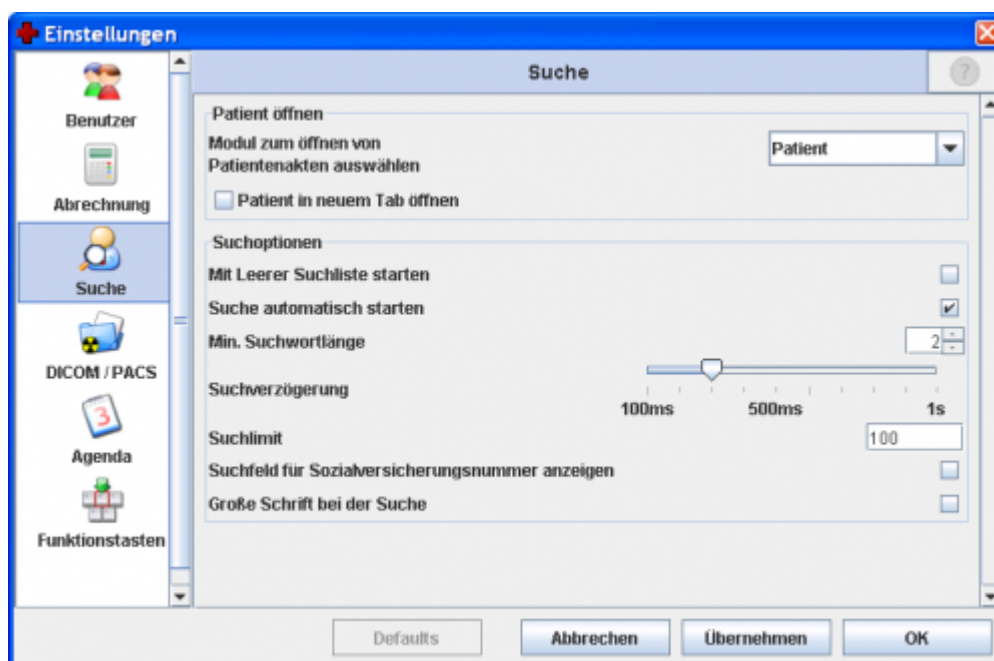 Einstellungen
Suche
?
Benutzer
Abrechnung
Suche
DICOM / PACS
3
Agenda
Funktionstasten
Patient öffnen
Modul zum öffnen von
Patientenakten auswählen
Patient
Patient in neuem Tab öffnen
Suchoptionen
Mit Leerer Suchliste starten
Suche automatisch starten
Min. Suchwortlänge
2
Suchverzögerung
100ms 500ms 1s
Suchlimit
100
Suchfeld für Sozialversicherungsnummer anzeigen
Große Schrift bei der Suche
Defaults Abbrechen Übernehmen OK